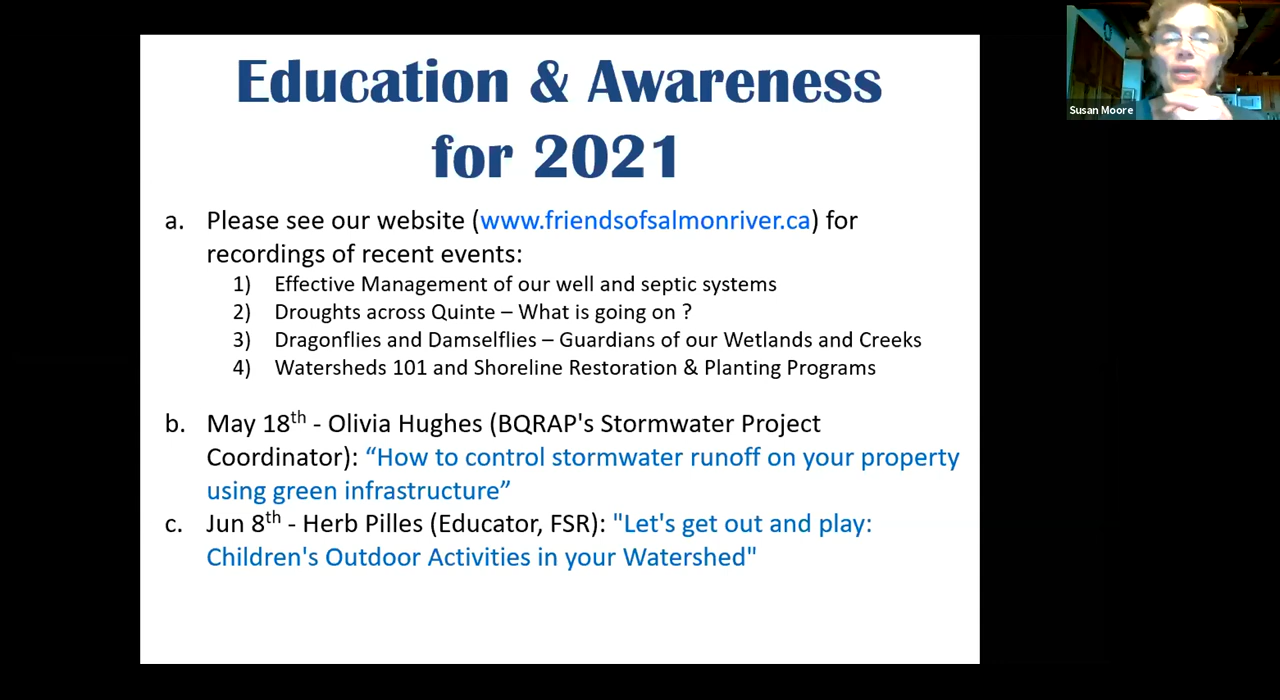 Education & Awareness
for 2021
a. Please see our website (www.friendsofsalmonriver.ca) for
recordings of recent events:
1) Effective Management of our well and septic systems
2) Droughts across Quinte – What is going on ?
3) Dragonflies and Damselflies – Guardians of our Wetlands and Creeks
4) Watersheds 101 and Shoreline Restoration & Planting Programs
b. May 18th - Olivia Hughes (BQRAP's Stormwater Project
Coordinator): “How to control stormwater runoff on your property
using green infrastructure”
c. Jun 8th - Herb Pilles (Educator, FSR): "Let's get out and play:
Children's Outdoor Activities in your Watershed"
Susan Moore